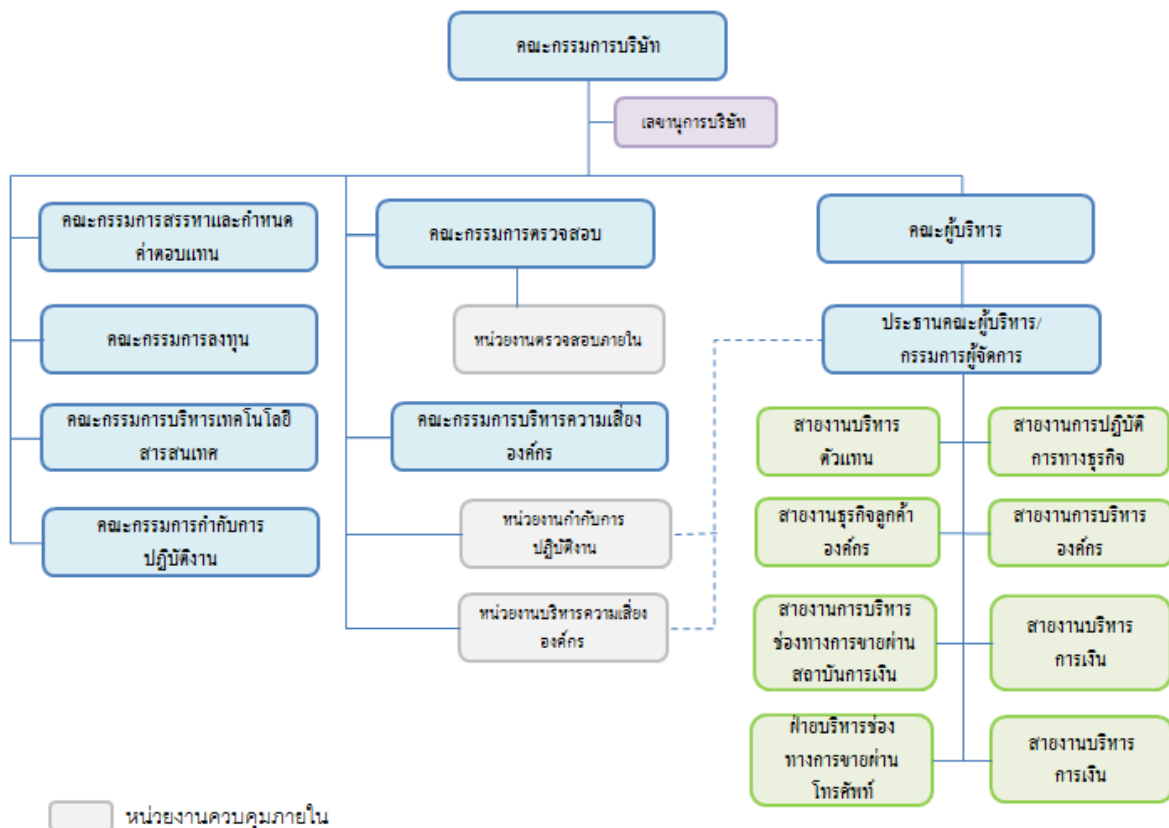 คณะกรรมการบริษัท
เลขานุการบริษัท
คณะกรรมการสรรหาและกำหนด
ค่าตอบแทน
คณะกรรมการลงทุน
คณะกรรมการบริหารเทคโนโลยี
สารสนเทศ
คณะกรรมการกำกับการ
ปฏิบัติงาน
คณะกรรมการตรวจสอบ
หน่วยงานตรวจสอบภายใน
คณะกรรมการบริหารความเสี่ยง
องค์กร
หน่วยงานกำกับการ
ปฏิบัติงาน
หน่วยงานบริหารความเสี่ยง
องค์กร
คณะผู้บริหาร
ประธานคณะผู้บริหาร/
กรรมการผู้จัดการ
สายงานบริหาร
ตัวแทน
สายงานการปฏิบัติ
การทางธุรกิจ
สายงานธุรกิจลูกค้า
องค์กร
สายงานการบริหาร
องค์กร
สายงานการบริหาร
ช่องทางการขายผ่าน
สถาบันการเงิน
สายงานบริหาร
การเงิน
ฝ่ายบริหารช่อง
ทางการขายผ่าน
โทรศัพท์
สายงานบริหาร
การเงิน
หน่วยงานควบคุมภายใน